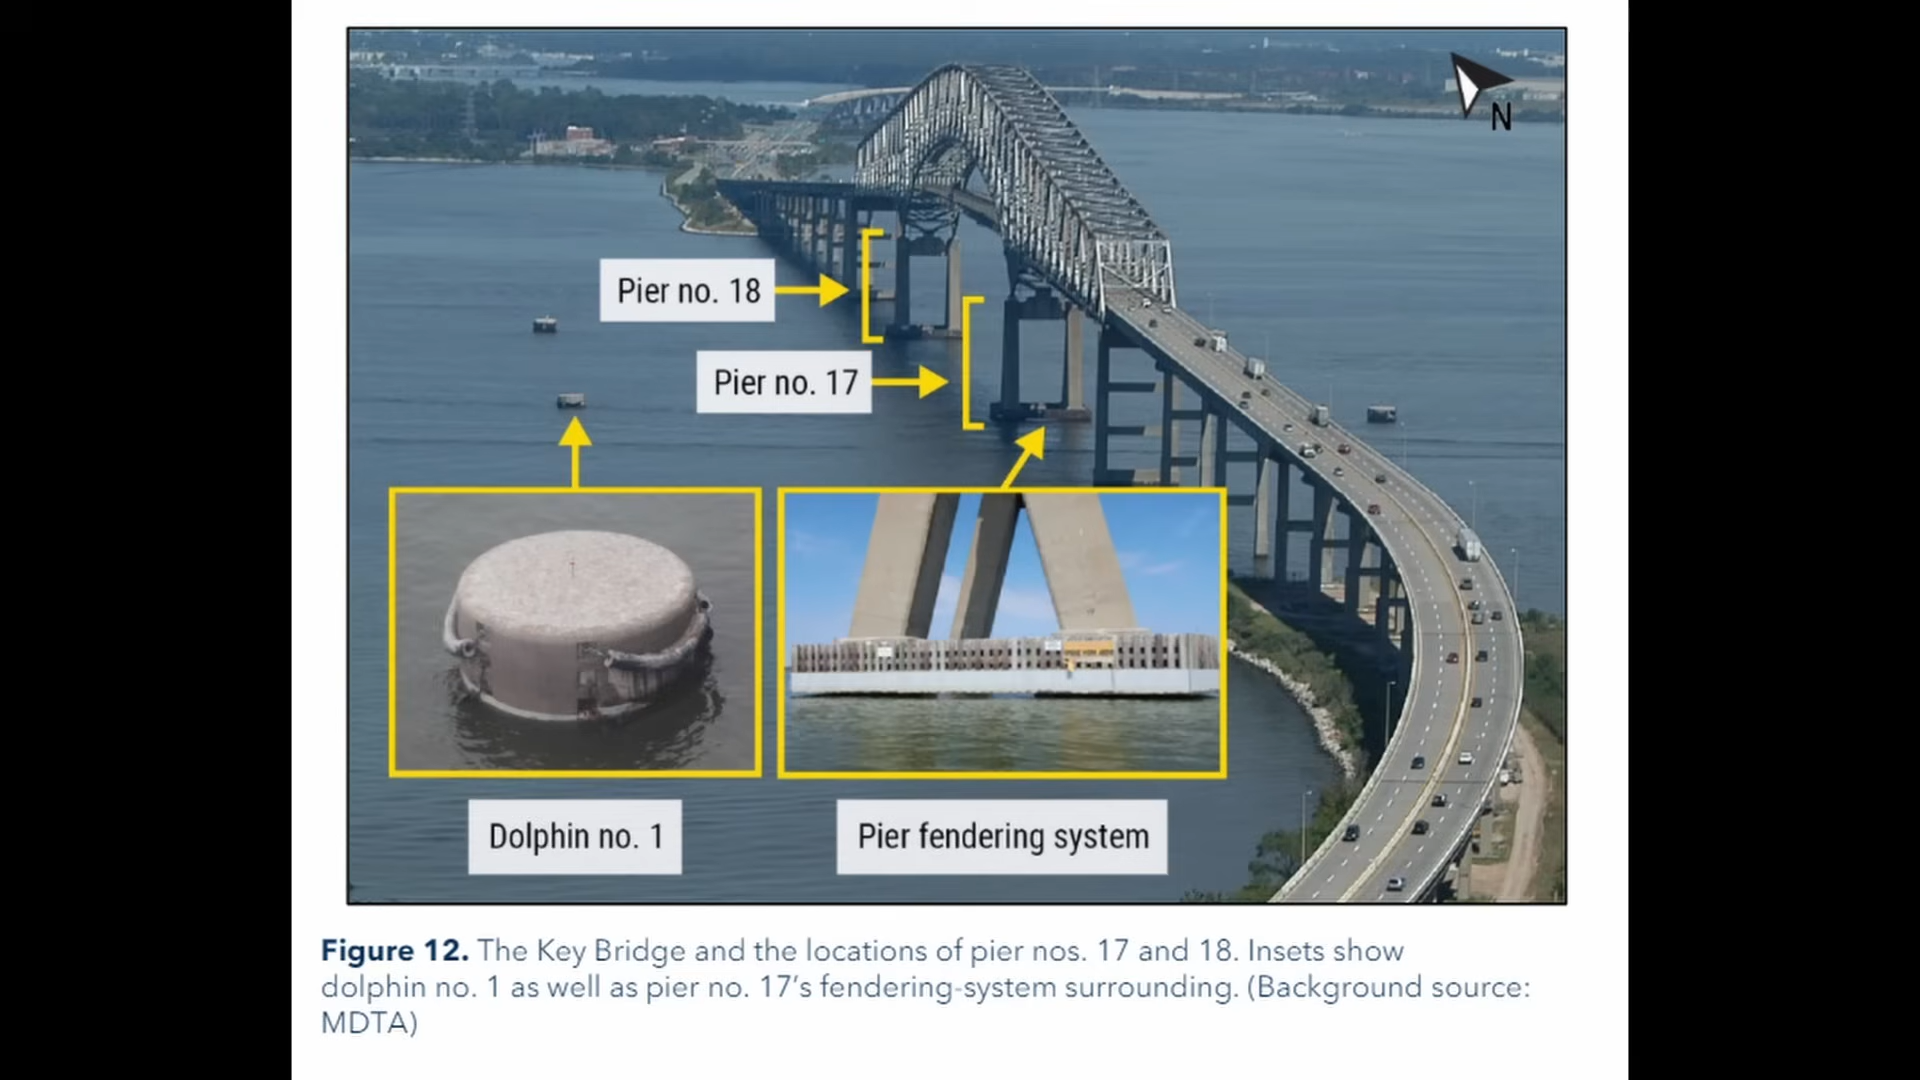 N
Pier no. 18
Pier no. 17
Dolphin no. 1
Pier fendering system
Figure 12. The Key Bridge and the locations of pier nos. 17 and 18. Insets show
dolphin no. 1 as well as pier no. 17's fendering-system surrounding. (Background source:
MDTA)